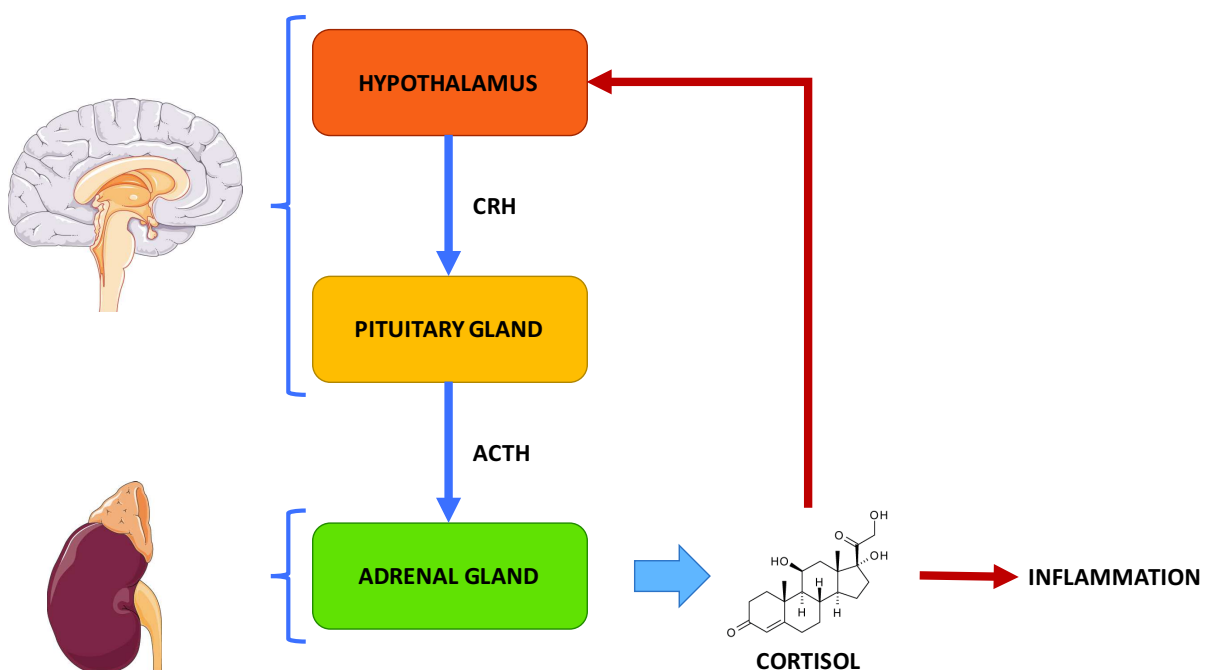 HYPOTHALAMUS
CRH
PITUITARY GLAND
ACTH
ADRENAL GLAND
OH
O
HO
OH
H
H
H
O
CORTISOL
INFLAMMATION